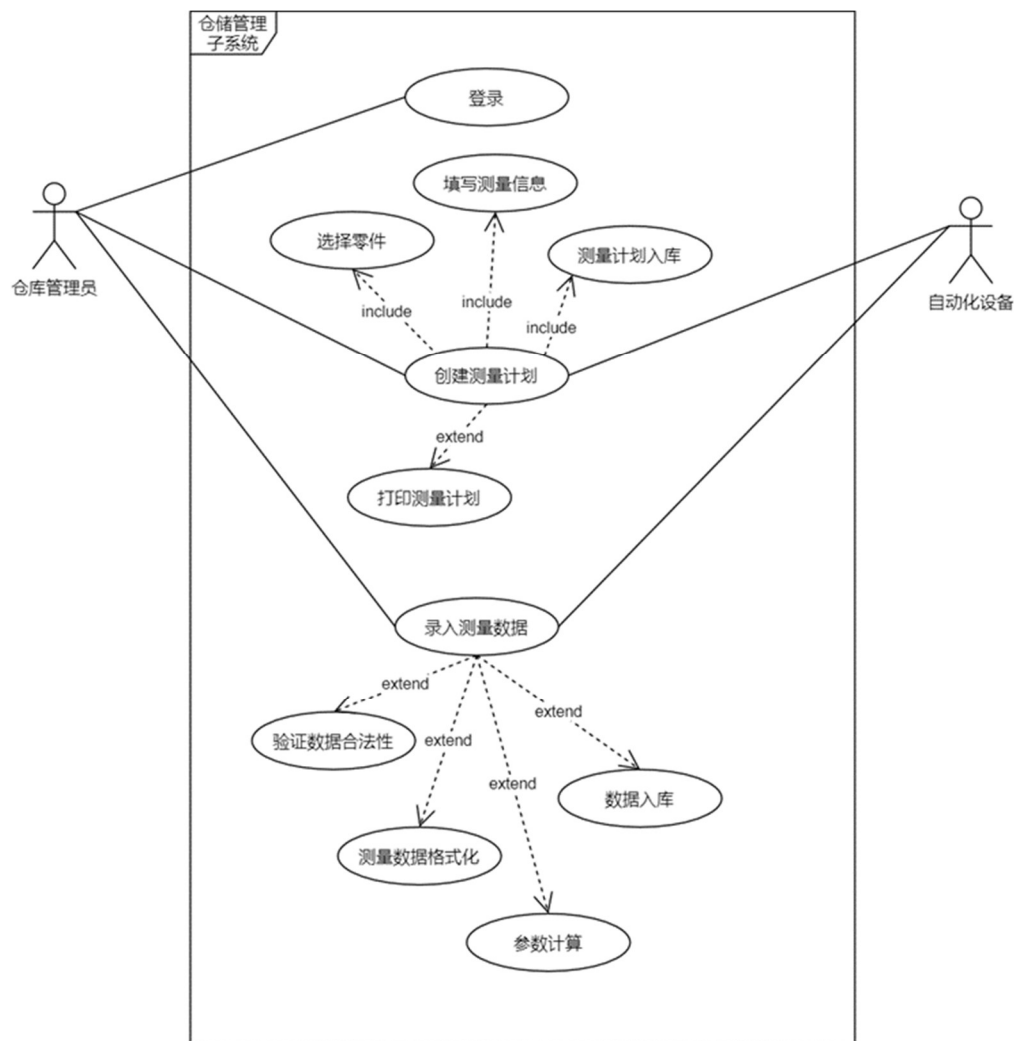 仓储管理
子系统
登录
填写测量信息
选择零件
测量计划入库
仓库管理员
自动化设备
include
include
include
创建测量计划
extend
打印测量计划
录入测量数据
extend
extend
extend
extend
验证数据合法性
数据入库
测量数据格式化
参数计算